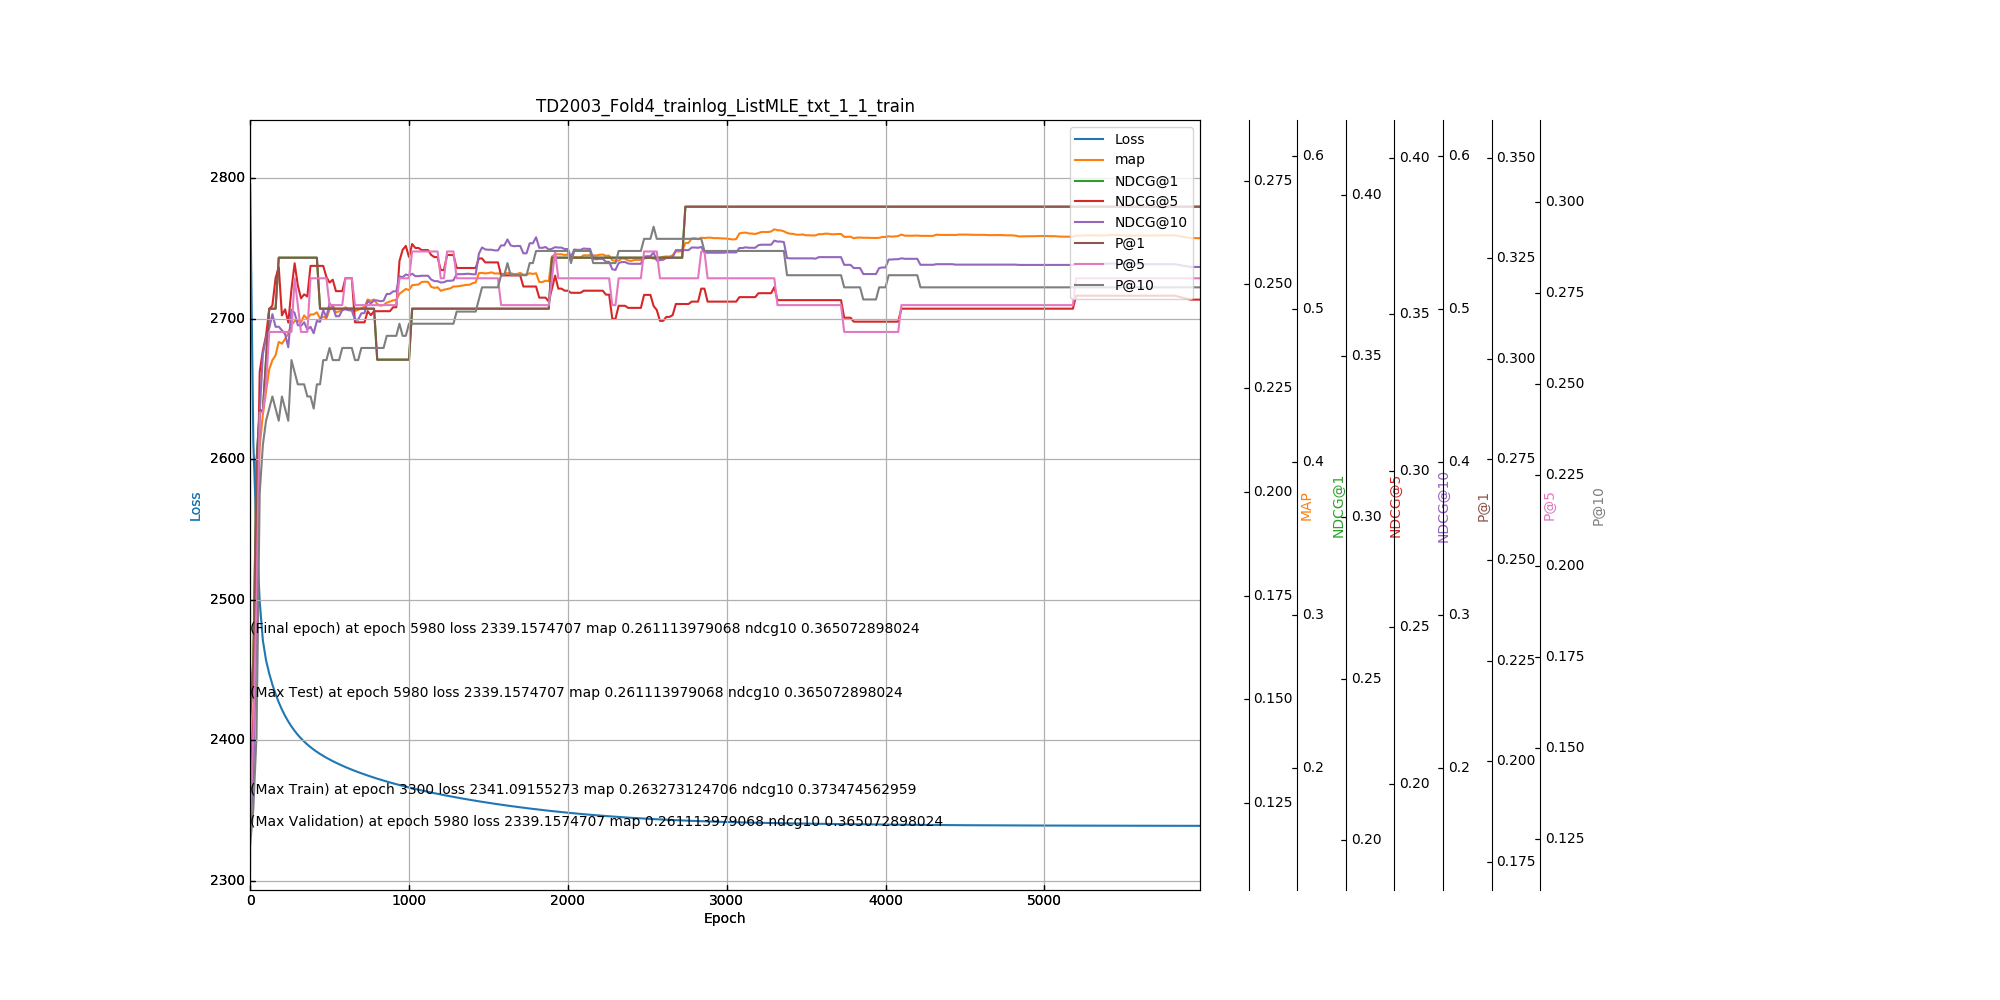 TD2003_Fold4_trainlog_ListMLE_txt_1_1_train
Loss
map
NDCG@1
NDCG@5
NDCG@10
P@1
P@5
P@10
2800
2700
2600
2500
2400
2300
Loss
(Final epoch) at epoch 5980 loss 2339.1574707 map 0.261113979068 ndcg10 0.365072898024
(Max Test) at epoch 5980 loss 2339.1574707 map 0.261113979068 ndcg10 0.365072898024
(Max Train) at epoch 3300 loss 2341.09155273 map 0.263273124706 ndcg10 0.373474562959
(Max Validation) at epoch 5980 loss 2339.1574707 map 0.261113979068 ndcg10 0.365072898024
0 1000 2000 3000 4000 5000
Epoch
0.275
0.250
0.225
0.200
0.175
0.150
0.125
MAP
0.6
0.5
0.4
0.3
0.2
NDCG@1
0.40
0.35
0.30
0.25
0.20
NDCG@5
0.40
0.35
0.30
0.25
0.20
NDCG@10
0.6
0.5
0.4
0.3
0.2
P@1
0.350
0.325
0.300
0.275
0.250
0.225
0.200
0.175
P@5
0.300
0.275
0.250
0.225
0.200
0.175
0.150
0.125
P@10